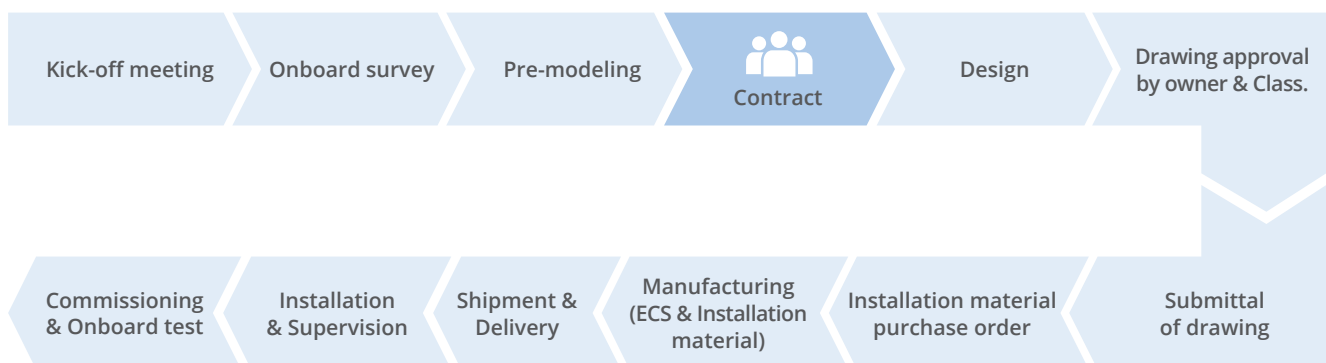 Kick-off meeting
Onboard survey
Pre-modeling
Contract
Design
Drawing approval
by owner & Class.
Submittal
of drawing
Installation material
purchase order
Manufacturing
(ECS & Installation
material)
Shipment &
Delivery
Installation
& Supervision
Commissioning
& Onboard test